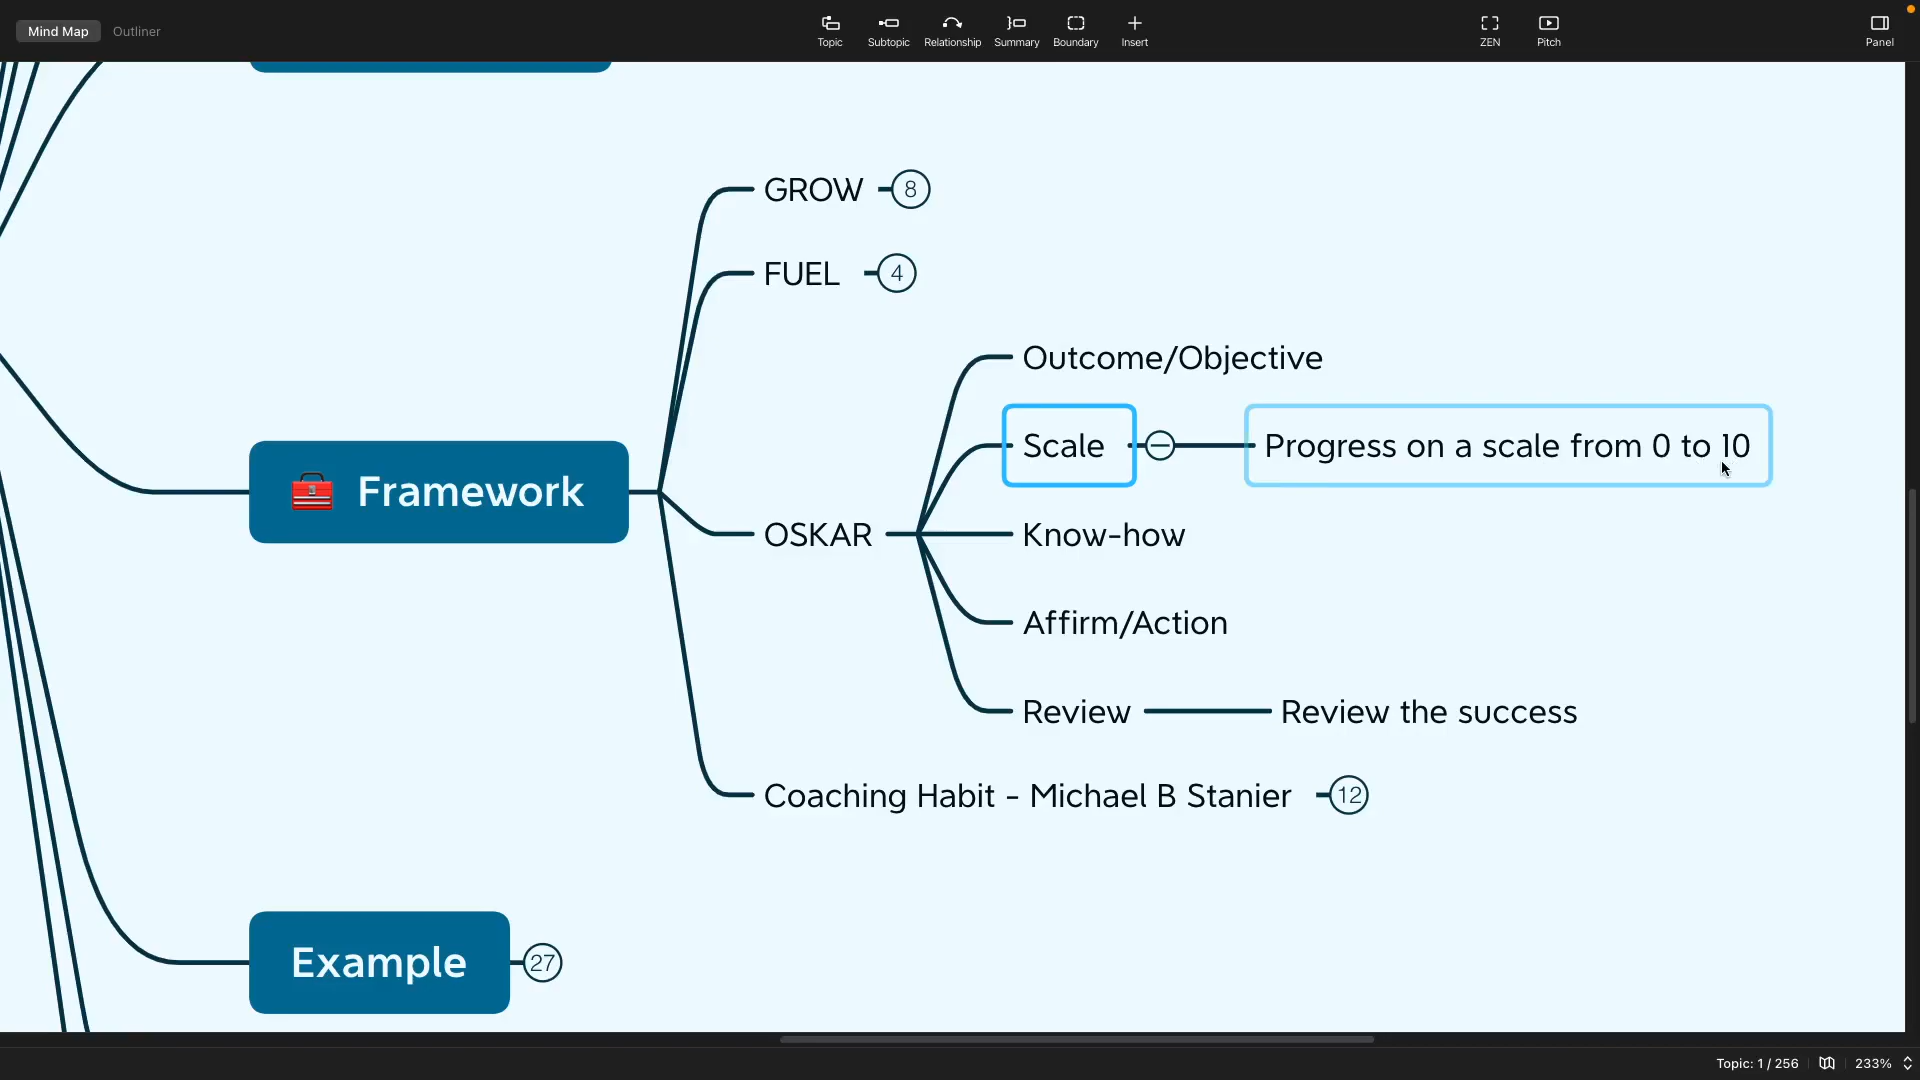 Mind Map
Outliner
Topic
Subtopic
Relationship
Summary
Boundary
Insert
ZEN
Pitch
Panel
GROW 8
FUEL 4
Outcome/Objective
Scale
Progress on a scale from 0 to 10
Framework
OSKAR
Know-how
Affirm/Action
Review
Review the success
Coaching Habit - Michael B Stanier 12
Example 27
Topic: 1 / 256
233%